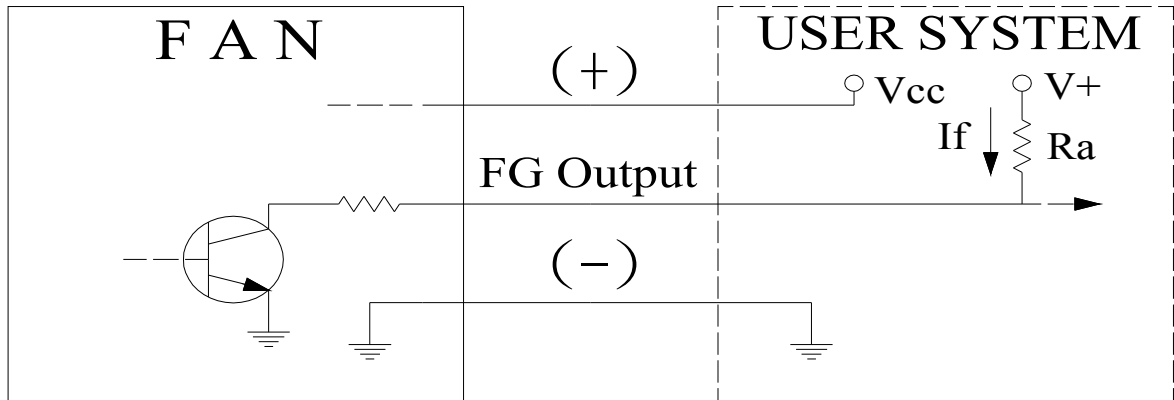 F A N
USER SYSTEM
(+)
Vcc
V+
If
Ra
FG Output
(-)